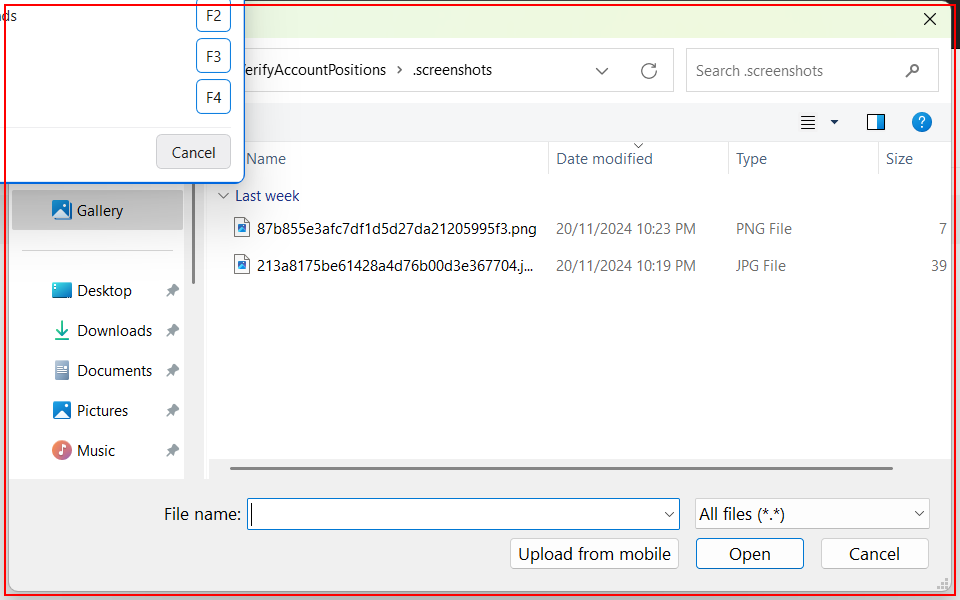 F2
F3
F4
Cancel
VerifyAccountPositions > .screenshots
Search .screenshots
?
Name Date modified Type Size
Last week
87b855e3afc7df1d5d27da21205995f3.png 20/11/2024 10:23 PM PNG File 7
213a8175be61428a4d76b00d3e367704.j... 20/11/2024 10:19 PM JPG File 39
Gallery
Desktop
Downloads
Documents
Pictures
Music
File name: All files (*.*)
Upload from mobile Open Cancel